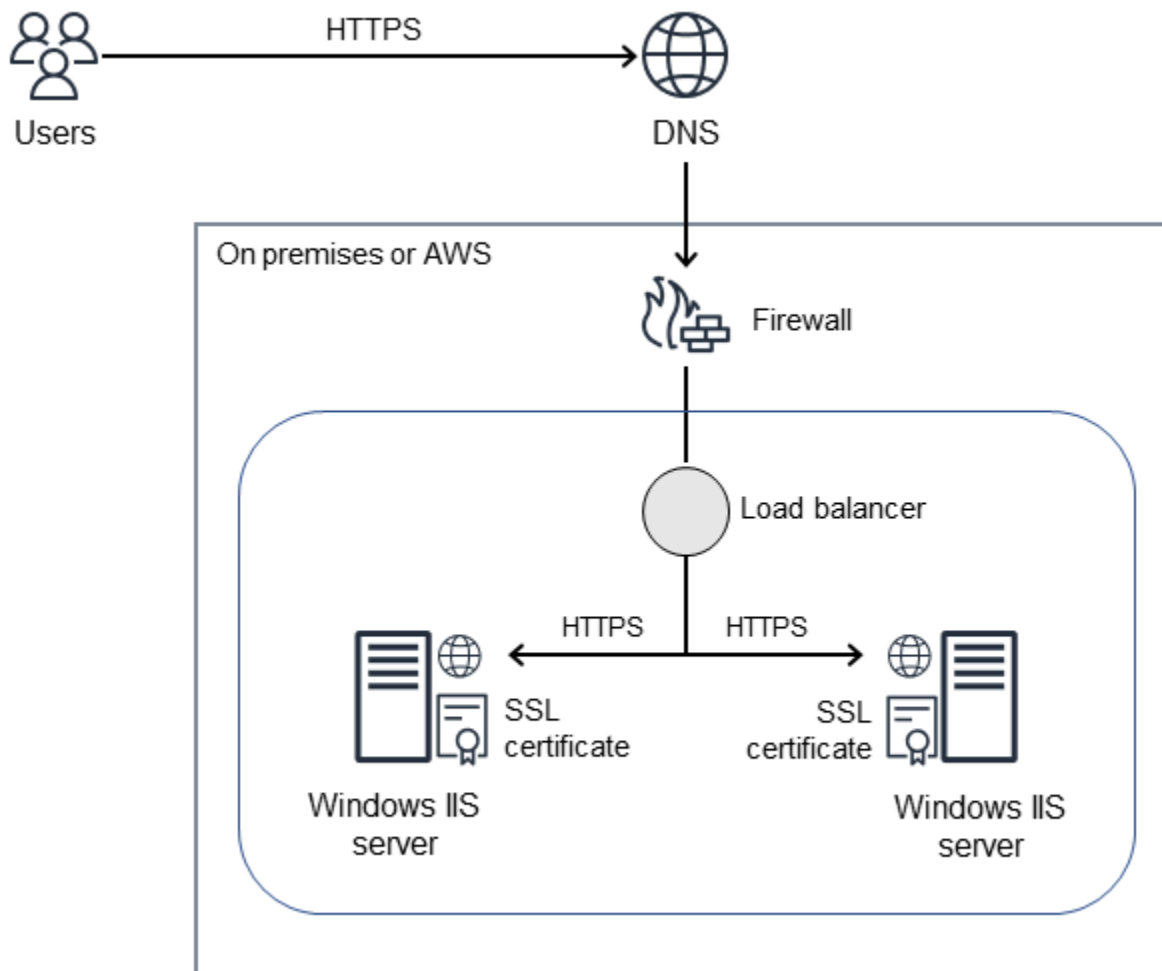 HTTPS
Users
DNS
On premises or AWS
Firewall
Load balancer
HTTPS
HTTPS
SSL
certificate
SSL
certificate
Windows IIS
server
Windows IIS
server